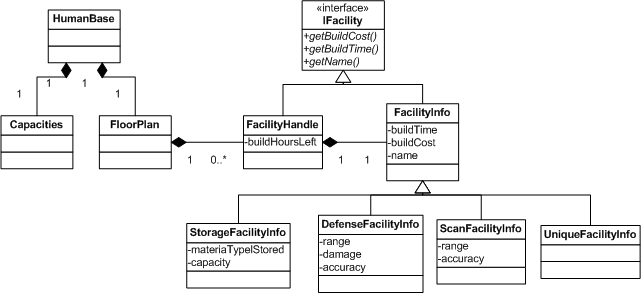 HumanBase
«interface»
IFacility
+getBuildCost()
+getBuildTime()
+getName()
1
1
1
1
Capacities
FloorPlan
1
0..*
FacilityHandle
-buildHoursLeft
1
1
FacilityInfo
-buildTime
-buildCost
-name
StorageFacilityInfo
-materiaTypelStored
-capacity
DefenseFacilityInfo
-range
-damage
-accuracy
ScanFacilityInfo
-range
-accuracy
UniqueFacilityInfo